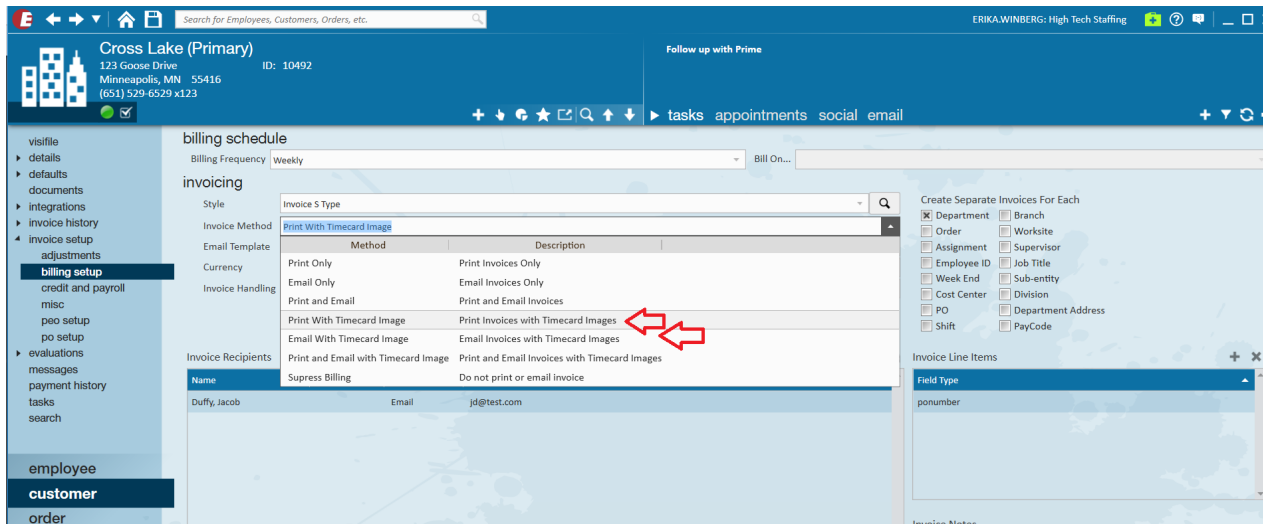 E Search for Employees, Customers, Orders, etc. ERIKA.WINBERG: High Tech Staffing
Cross Lake (Primary)
123 Goose Drive ID: 10492
Minneapolis, MN 55416
(651) 529-6529 x123
Follow up with Prime
tasks appointments social email
visifile
details
defaults
documents
integrations
invoice history
invoice setup
adjustments
billing setup
credit and payroll
misc
peo setup
po setup
evaluations
messages
payment history
tasks
search
employee
customer
order
billing schedule
Billing Frequency Weekly Bill On...
invoicing
Style Invoice S Type
Invoice Method Print With Timecard Image
Email Template
Currency
Invoice Handling
Method Description
Print Only Print Invoices Only
Email Only Email Invoices Only
Print and Email Print and Email Invoices
Print With Timecard Image Print Invoices with Timecard Images
Email With Timecard Image Email Invoices with Timecard Images
Print and Email with Timecard Image Print and Email Invoices with Timecard Images
Supress Billing Do not print or email invoice
Invoice Recipients
Name
Duffy, Jacob Email jd@test.com
Create Separate Invoices For Each
Department Branch
Order Worksite
Assignment Supervisor
Employee ID Job Title
Week End Sub-entity
Cost Center Division
PO Department Address
Shift PayCode
Invoice Line Items
Field Type
ponumber
Invoice Notes